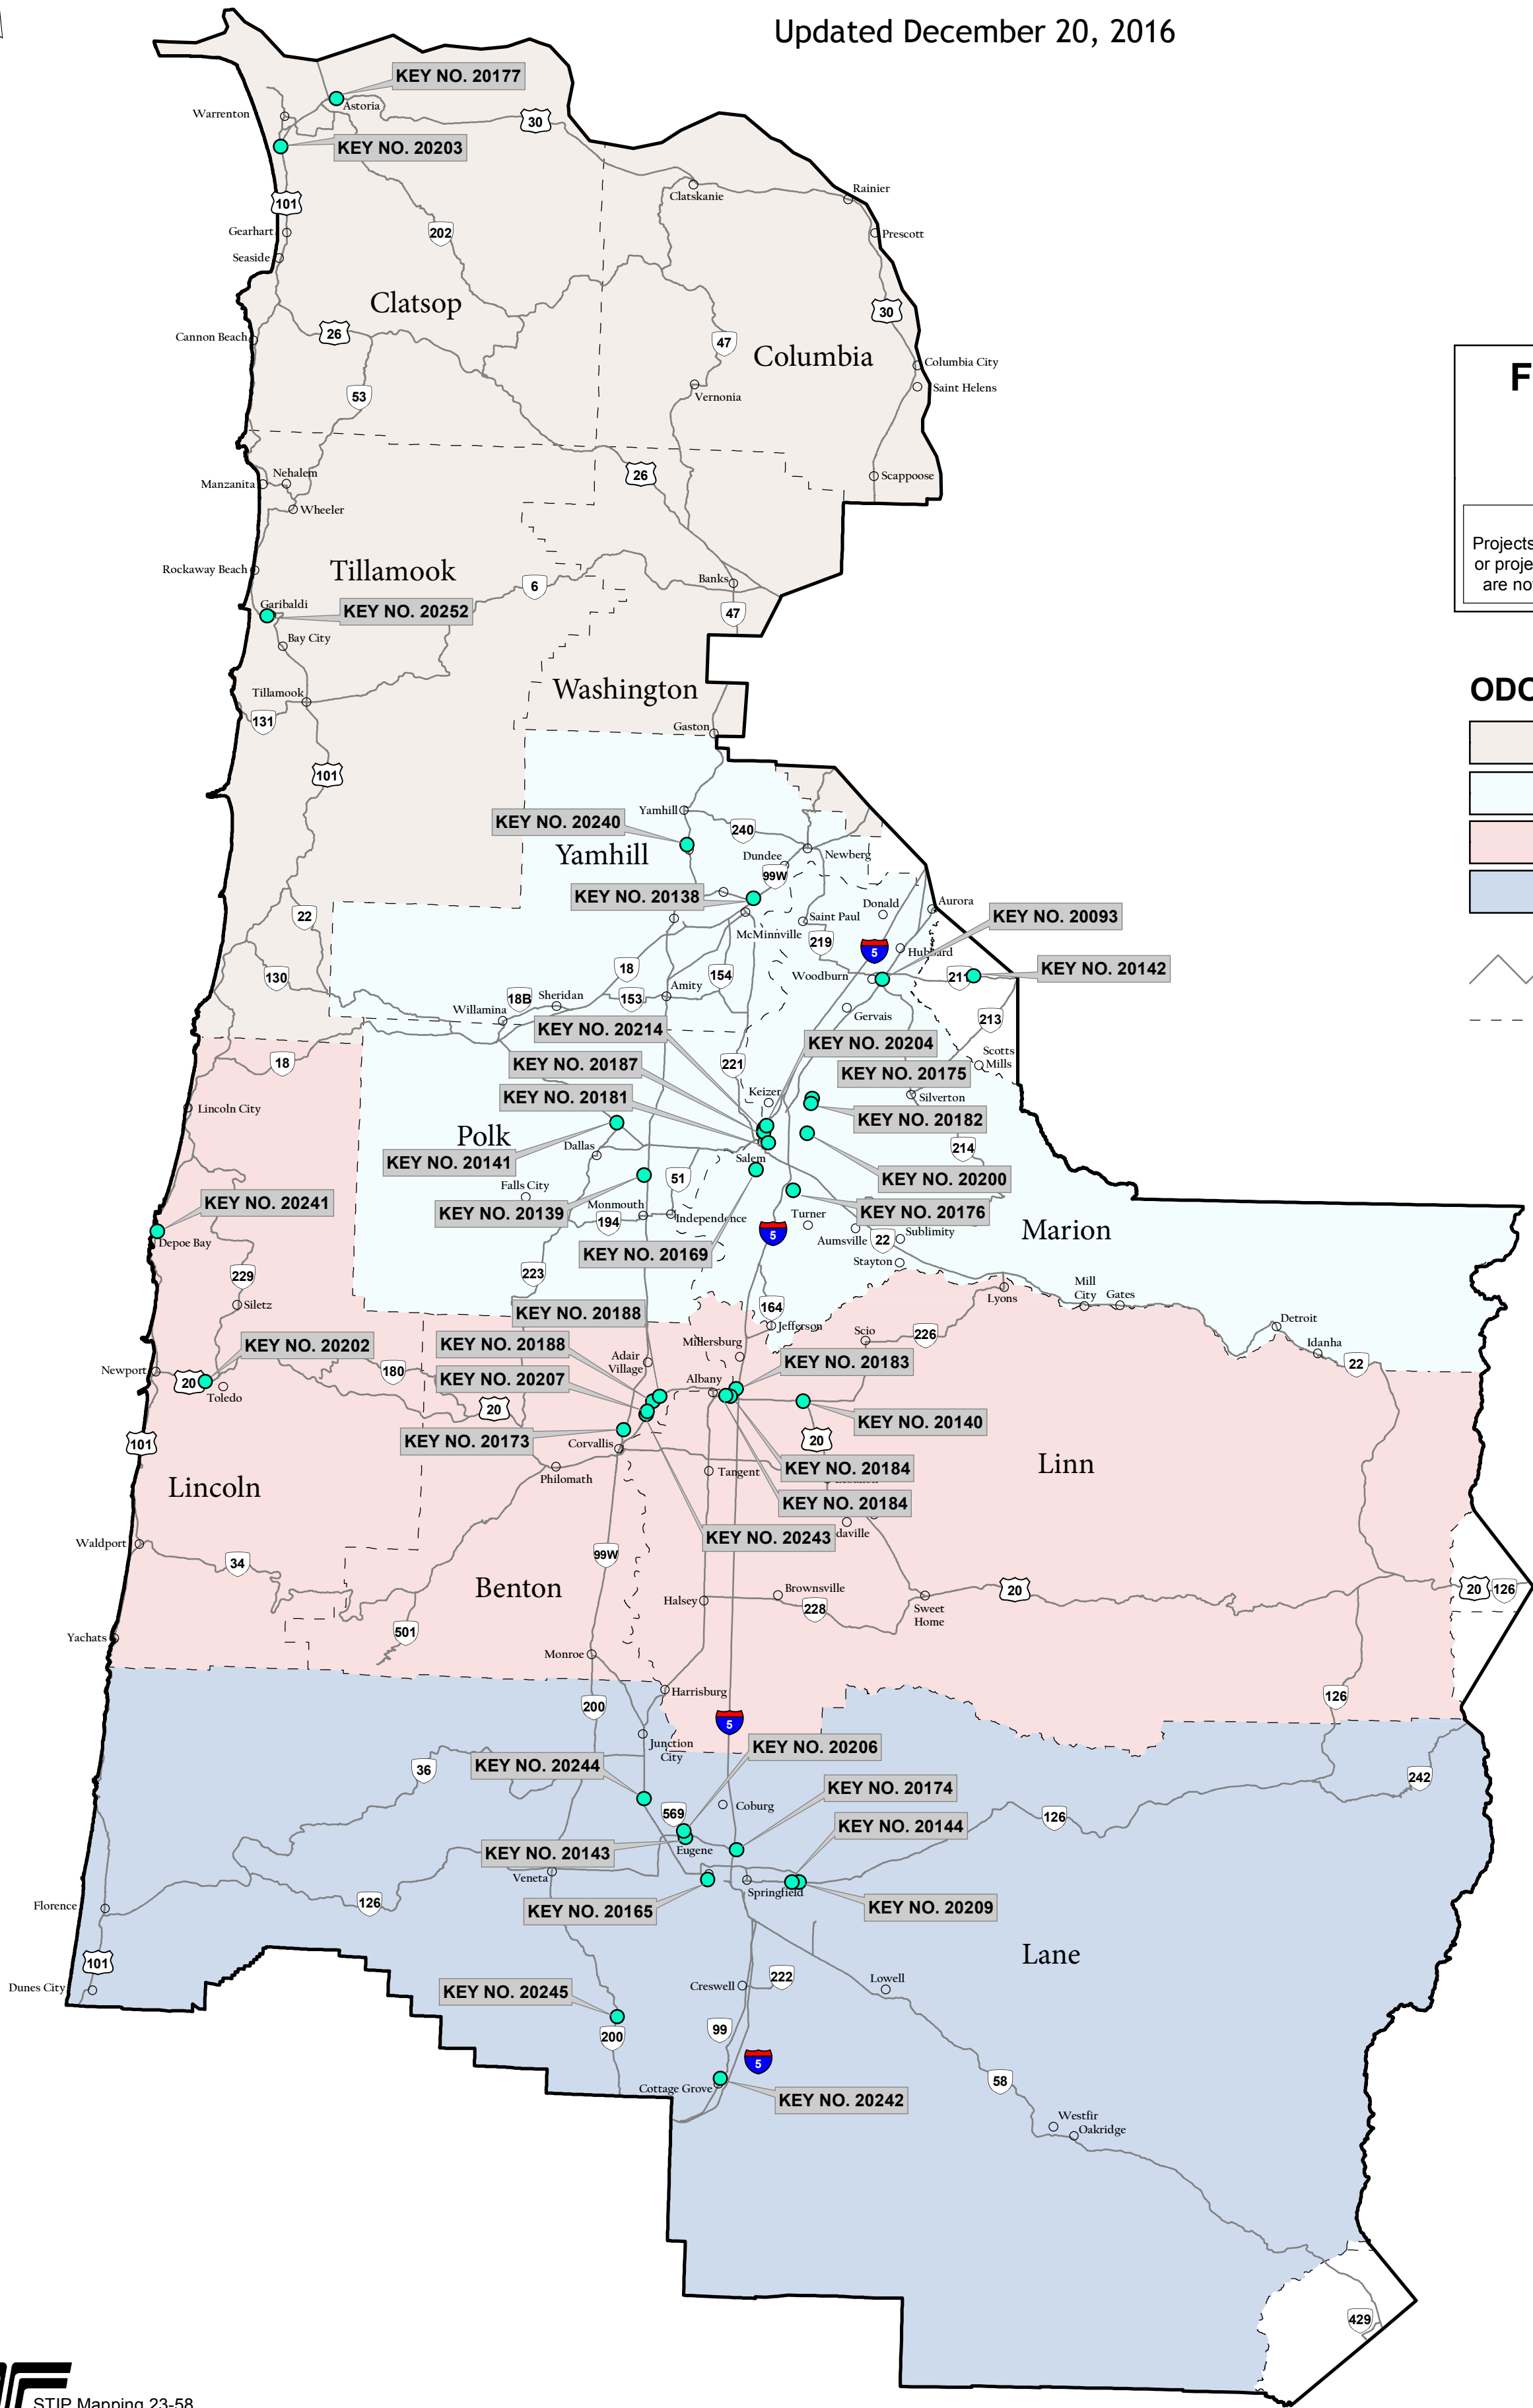 Updated December 20, 2016
KEY NO. 20177
Astoria
Warrenton
30
KEY NO. 20203
Clatskanie
Rainier
101
202
Gearhart
Prescott
Seaside
Clatsop
30
Cannon Beach
26
47
Columbia
Columbia City
Saint Helens
F
53
Vernonia
Nehalem
Manzanita
26
Scappoose
Wheeler
Projects
or proje
are no
Rockaway Beach
Tillamook
6
Banks
Garibaldi
KEY NO. 20252
47
Bay City
Tillamook
Washington
ODO
131
Gaston
101
Yamhill
KEY NO. 20240
240
Yamhill
Dundee
Newberg
99W
KEY NO. 20138
Donald
Aurora
22
Saint Paul
KEY NO. 20093
McMinnville
219
5
Hubbard
18
154
Woodburn
211
KEY NO. 20142
130
Amity
18B
Sheridan
153
Willamina
Gervais
213
KEY NO. 20214
KEY NO. 20204
18
KEY NO. 20187
221
KEY NO. 20175
Scotts
Mills
KEY NO. 20181
Keizer
Silverton
Lincoln City
KEY NO. 20182
Polk
Dallas
214
KEY NO. 20141
Salem
51
KEY NO. 20200
Falls City
KEY NO. 20241
Monmouth
KEY NO. 20139
194
Independence
Turner
KEY NO. 20176
5
Marion
Depoe Bay
Aumsville
22
Sublimity
KEY NO. 20169
Stayton
229
223
Siletz
Lyons
Mill
City
Gates
164
KEY NO. 20188
Jefferson
Detroit
KEY NO. 20202
KEY NO. 20188
Millersburg
Scio
226
Idanha
22
Adair
Village
KEY NO. 20183
Newport
20
180
KEY NO. 20207
Albany
Toledo
20
KEY NO. 20140
101
KEY NO. 20173
Corvallis
20
Philomath
Tangent
KEY NO. 20184
Linn
Lincoln
KEY NO. 20184
KEY NO. 20243
daville
Waldport
34
99W
Benton
Brownsville
20
20
126
Halsey
228
Sweet
Home
501
Yachats
Monroe
Harrisburg
126
200
5
Junction
City
KEY NO. 20206
KEY NO. 20244
36
242
KEY NO. 20174
569
Coburg
126
KEY NO. 20144
KEY NO. 20143
Eugene
Veneta
Springfield
126
Florence
KEY NO. 20165
KEY NO. 20209
Lane
101
222
Dunes City
KEY NO. 20245
Creswell
Lowell
200
99
5
58
Cottage Grove
KEY NO. 20242
Westfir
Oakridge
429
STIP Mapping 23-58